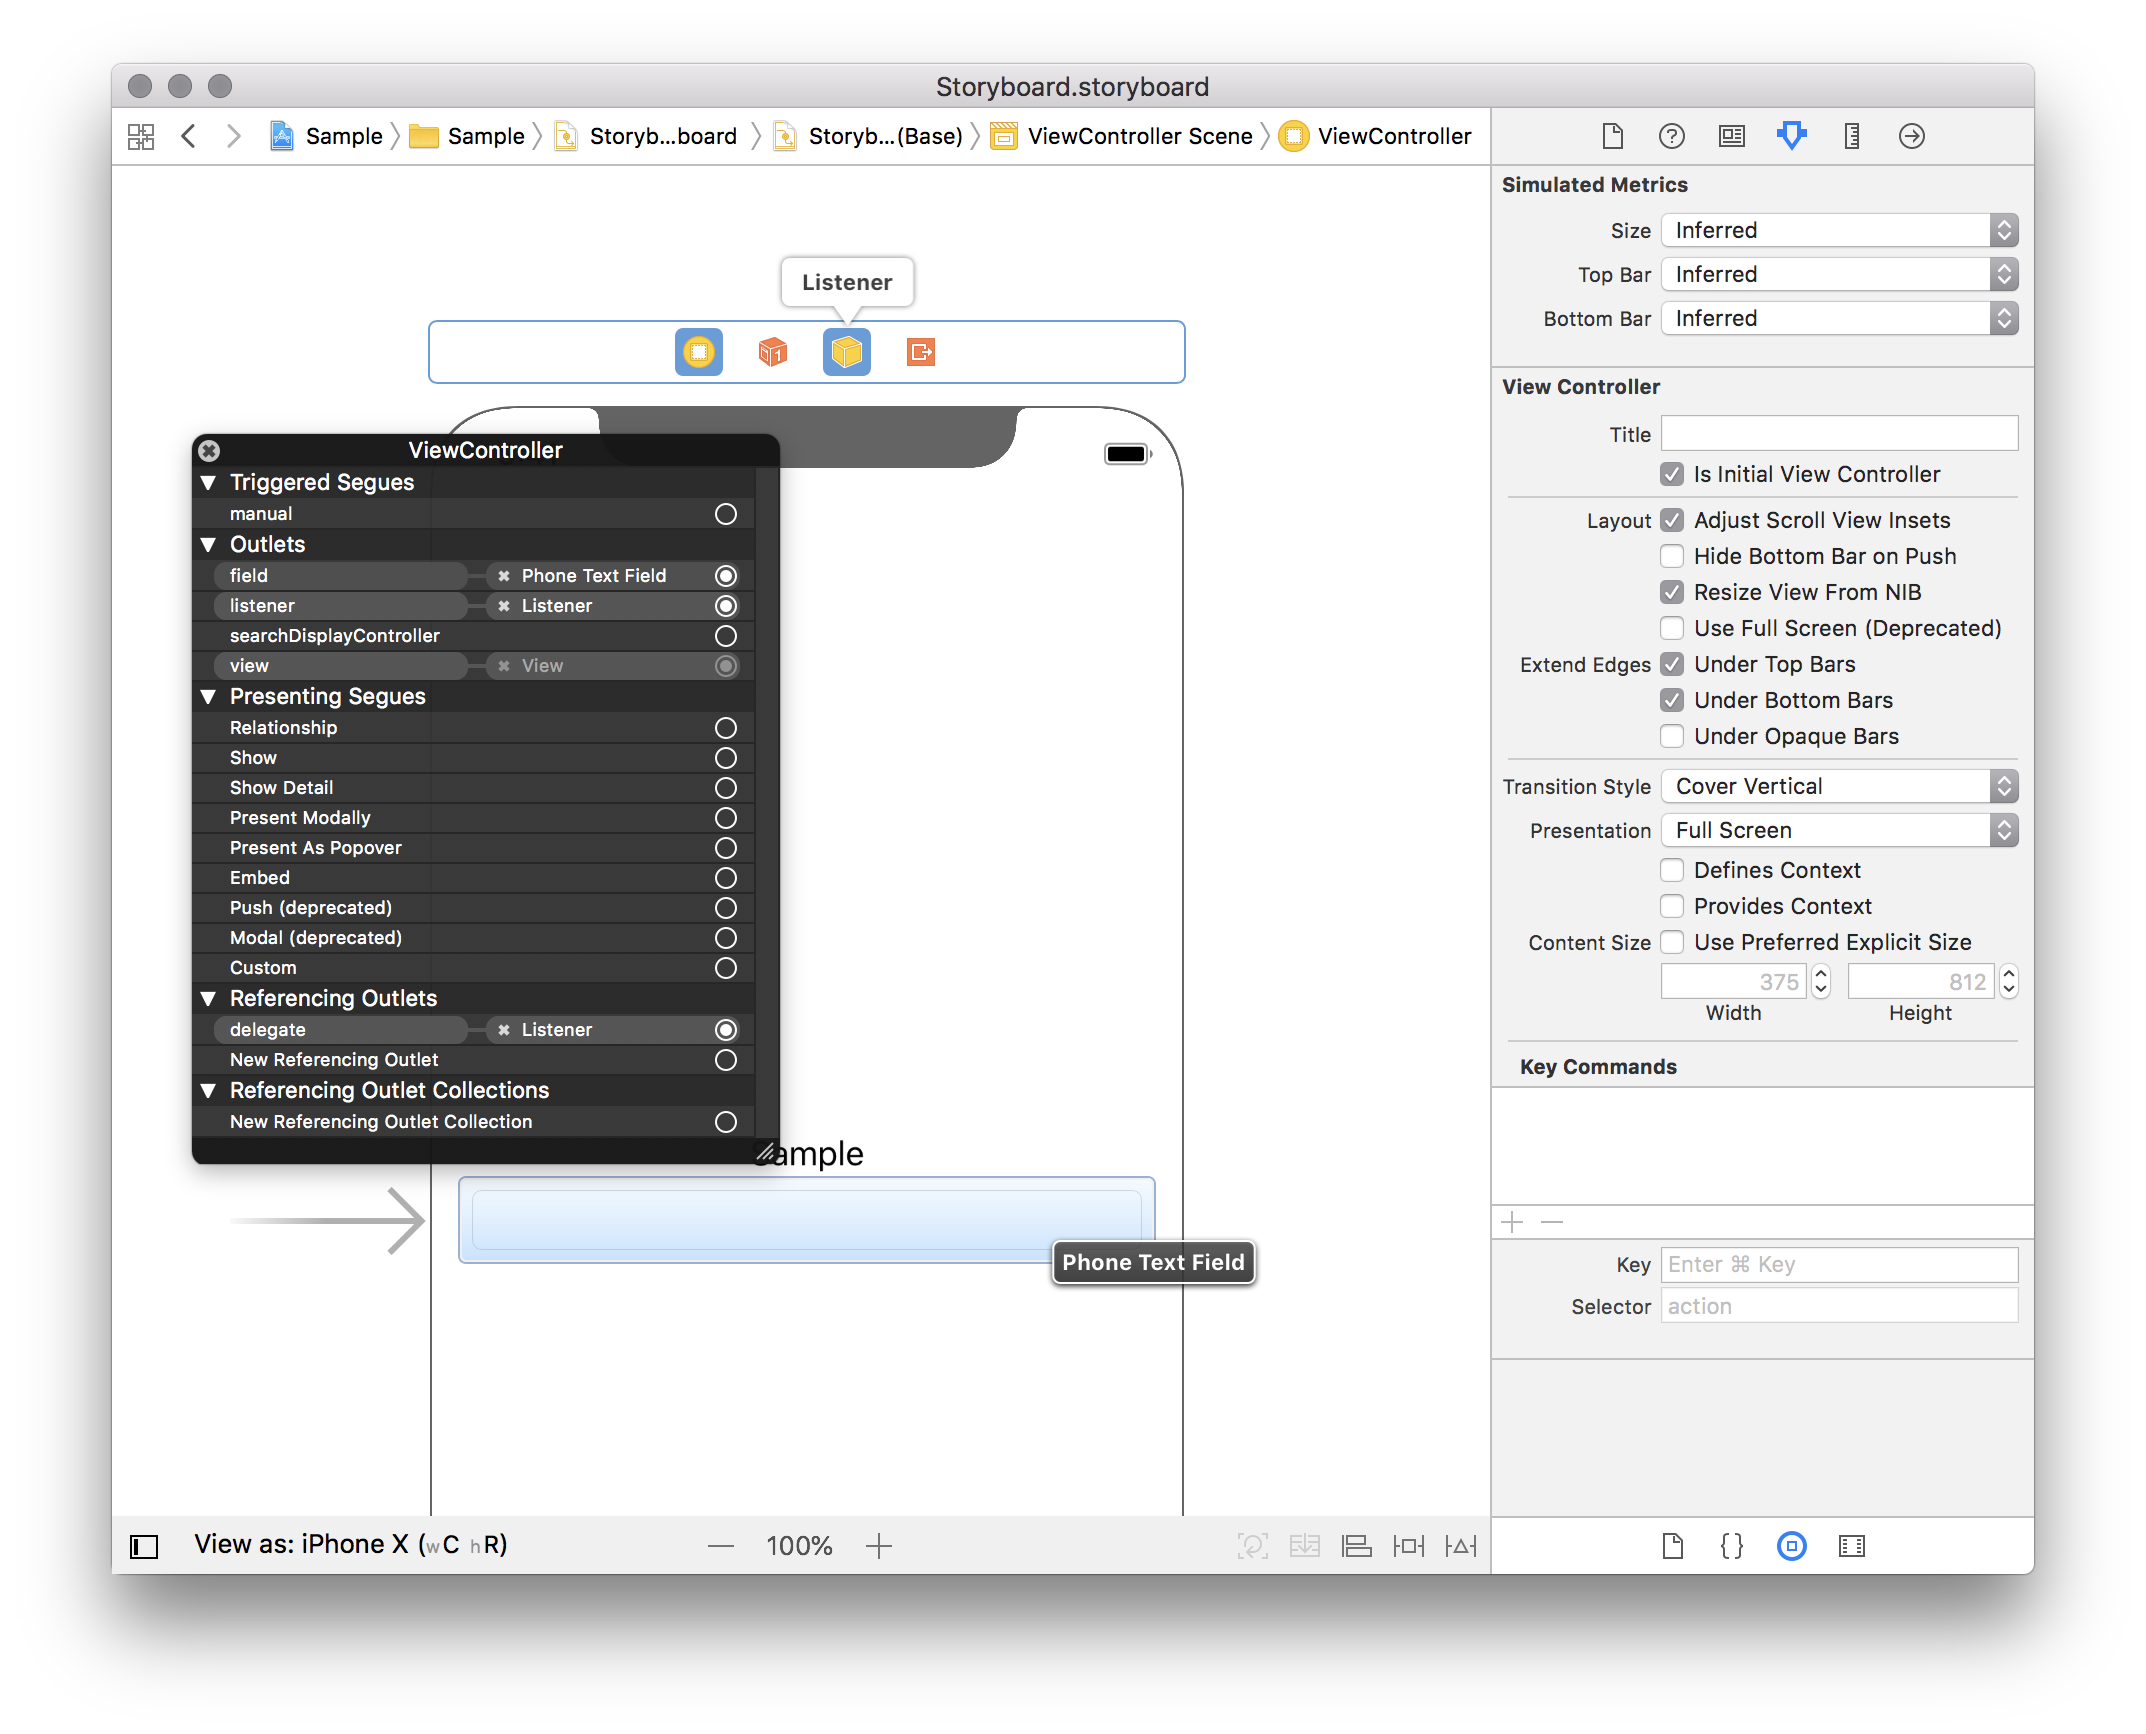 Storyboard.storyboard
Sample
Sample
Storyb...board
Storyb...(Base)
ViewController Scene
ViewController
Listener
1
ViewController
Triggered Segues
manual
Outlets
field Phone Text Field
listener Listener
searchDisplayController
view View
Presenting Segues
Relationship
Show
Show Detail
Present Modally
Present As Popover
Embed
Push (deprecated)
Modal (deprecated)
Custom
Referencing Outlets
delegate Listener
New Referencing Outlet
Referencing Outlet Collections
New Referencing Outlet Collection
Sample
Phone Text Field
View as: iPhone X (wC hR)
100%
Simulated Metrics
Size Inferred
Top Bar Inferred
Bottom Bar Inferred
View Controller
Title
Is Initial View Controller
Layout Adjust Scroll View Insets
Hide Bottom Bar on Push
Resize View From NIB
Use Full Screen (Deprecated)
Extend Edges Under Top Bars
Under Bottom Bars
Under Opaque Bars
Transition Style Cover Vertical
Presentation Full Screen
Defines Context
Provides Context
Content Size Use Preferred Explicit Size
375 812
Width Height
Key Commands
Key Enter ⌘ Key
Selector action
{}